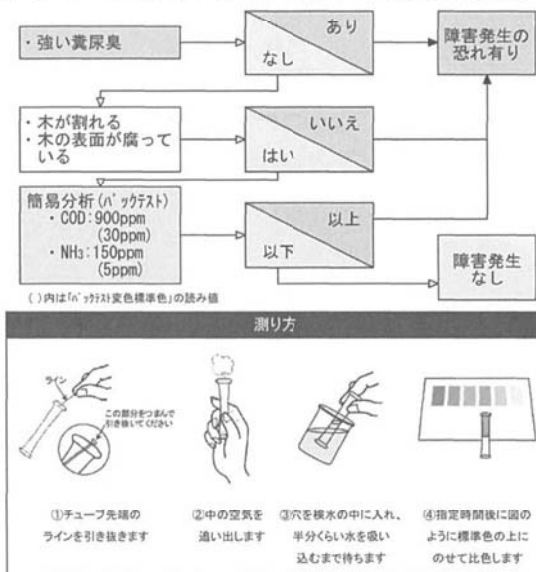 ・強い糞尿臭
あり
なし
障害発生の
恐れ有り
・木が割れる
・木の表面が腐って
いる
いいえ
はい
簡易分析(パックテスト)
・COD:900ppm
(30ppm)
・NH₃:150ppm
(5ppm)
以上
以下
障害発生
なし
( )内は「パックテスト変色標準色」の読み値
測り方
ライン
この部分をつまんで
引き抜いてください
①チューブ先端の
ラインを引き抜きます
②中の空気を
追い出します
③穴を検水の中に入れ、
半分くらい水を吸い
込むまで待ちます
④指定時間後に図の
ように標準色の上に
のせて比色します